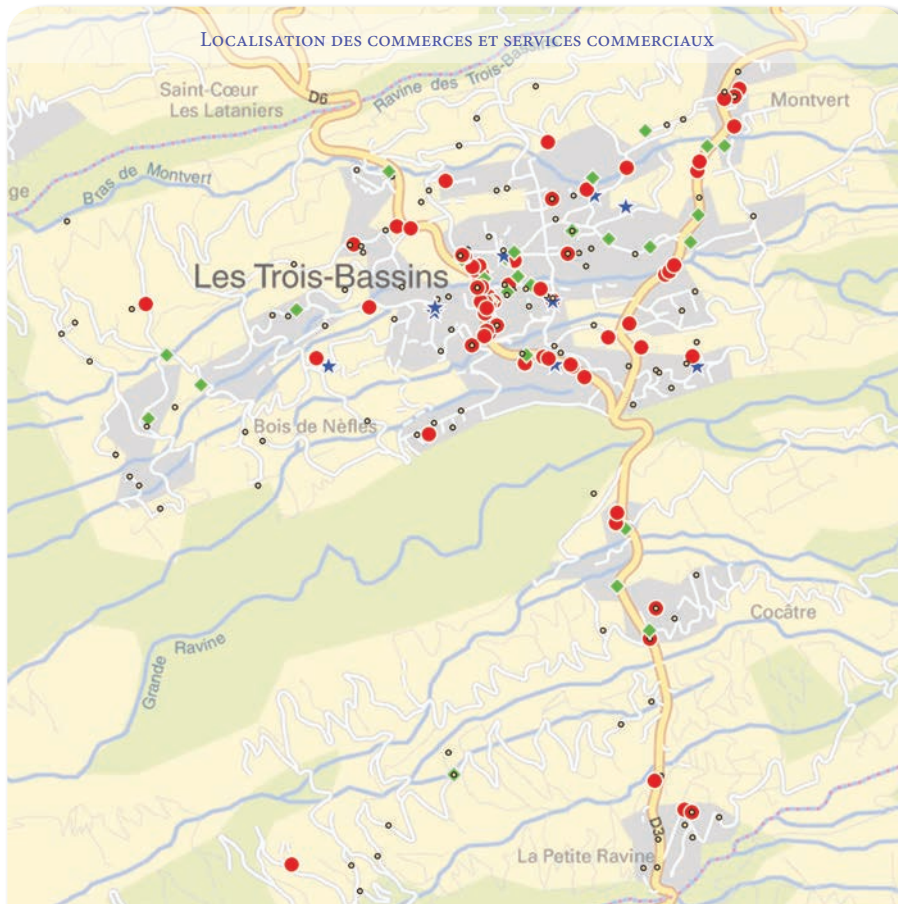 Localisation des commerces et services commerciaux
Saint-Cœur
Les Lataniers
D6
Ravine des Trois-Bassins
Montvert
ge
Bras de Montvert
Les Trois-Bassins
Bois de Nèfles
Cocâtre
Grande Ravine
D3
La Petite Ravine